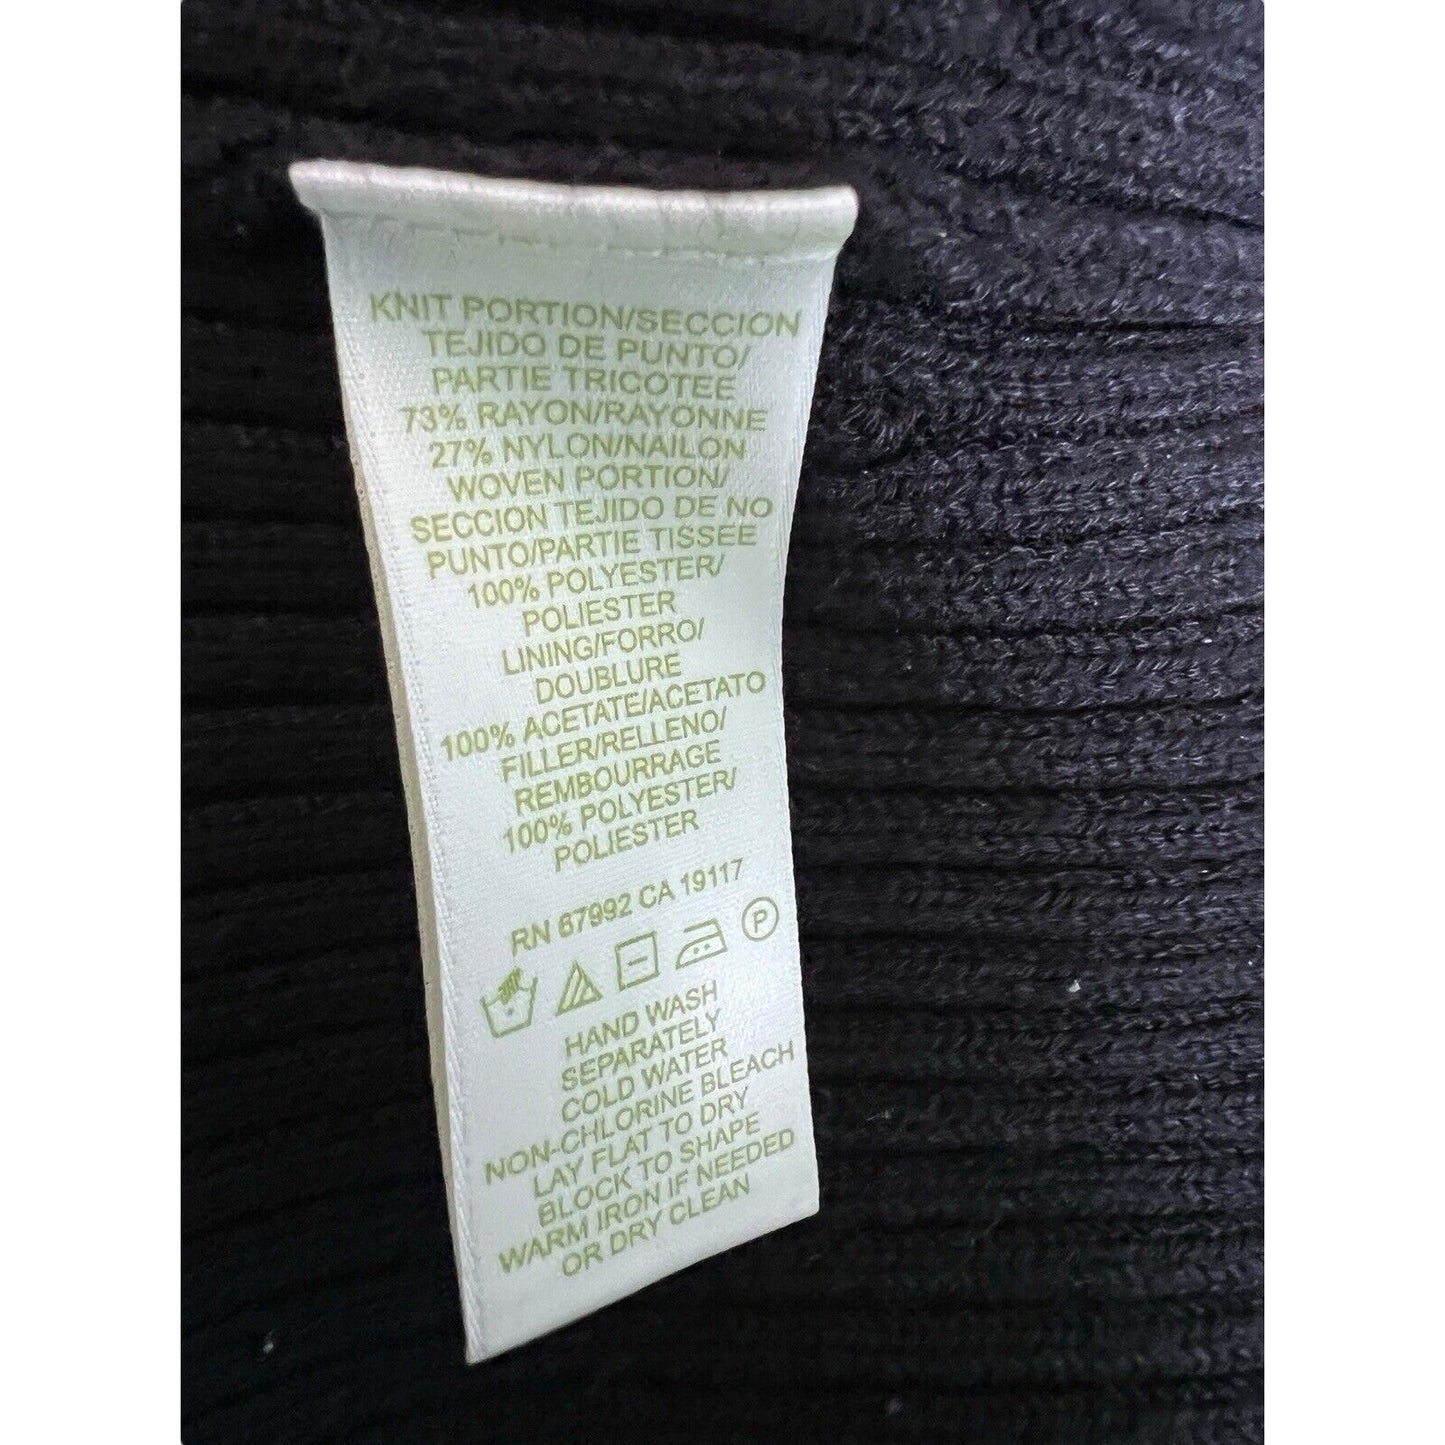 KNIT PORTION/SECCION
TEJIDO DE PUNTO/
PARTIE TRICOTEE
73% RAYON/RAYONNE
27% NYLON/NAILON
WOVEN PORTION/
SECCION TEJIDO DE NO
PUNTO/PARTIE TISSEE
100% POLYESTER/
POLIESTER
LINING/FORRO/
DOUBLURE
100% ACETATE/ACETATO
FILLER/RELLENO/
REMBOURRAGE
100% POLYESTER/
POLIESTER
RN 67992 CA 19117
P
HAND WASH
SEPARATELY
COLD WATER
NON-CHLORINE BLEACH
LAY FLAT TO DRY
BLOCK TO SHAPE
WARM IRON IF NEEDED
OR DRY CLEAN